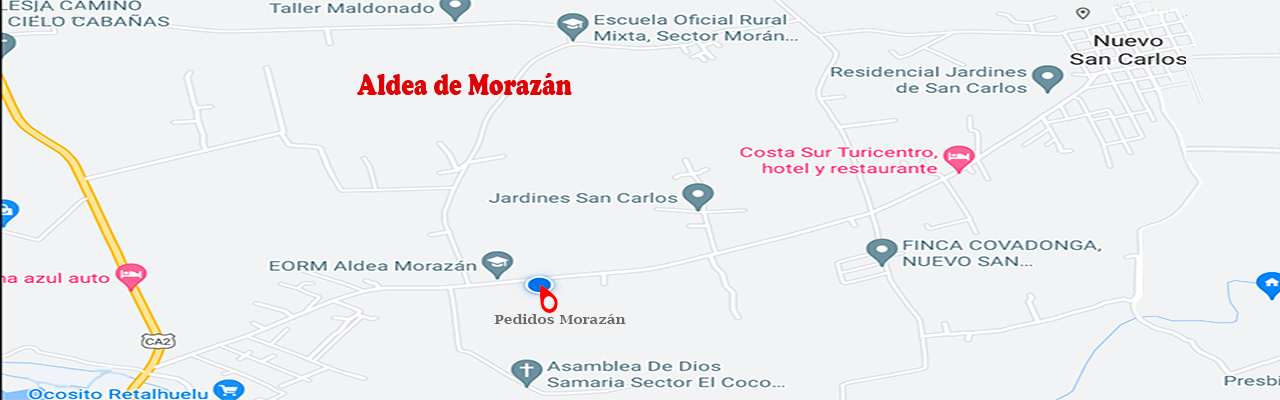 LESJA CAMINO
CIELO CABAÑAS
Taller Maldonado
Escuela Oficial Rural
Mixta, Sector Morán...
Nuevo
San Carlos
Aldea de Morazán
Residencial Jardines
de San Carlos
Costa Sur Turicentro,
hotel y restaurante
Jardines San Carlos
FINCA COVADONGA,
NUEVO SAN...
EORM Aldea Morazán
na azul auto
Pedidos Morazán
CA2
Asamblea De Dios
Samaria Sector El Coco...
Presbi
Ocosito Retalhuleu